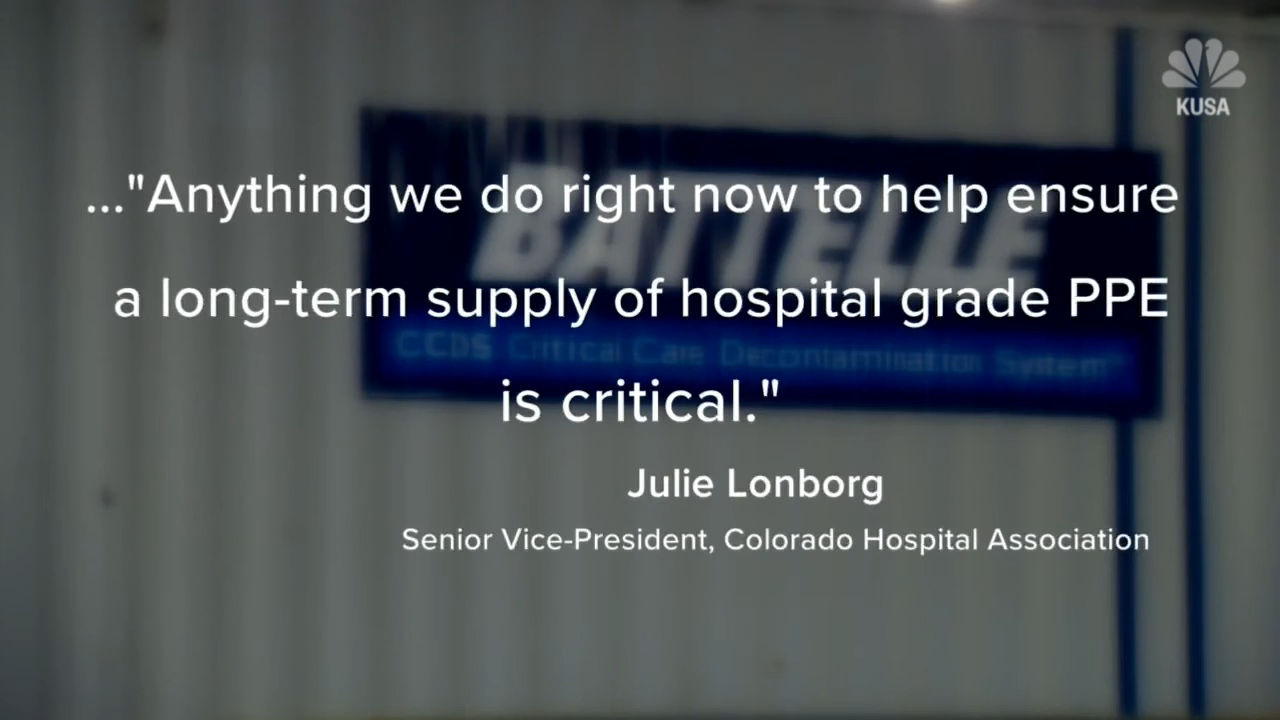 KUSA
..."Anything we do right now to help ensure
a long-term supply of hospital grade PPE
is critical."
Julie Lonborg
Senior Vice-President, Colorado Hospital Association
BATTELLE
CCDS Critical Care Decontamination System™